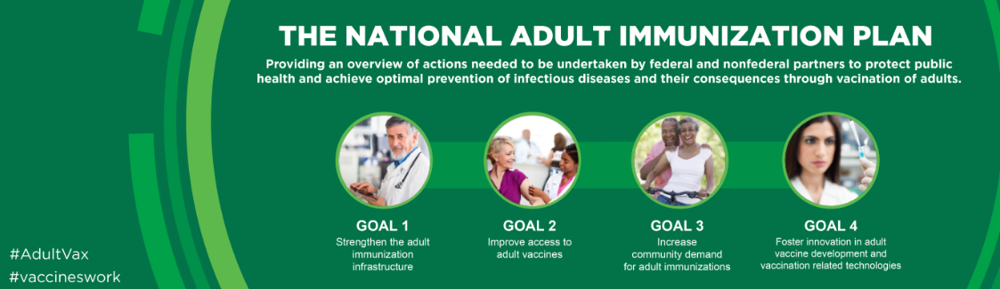 THE NATIONAL ADULT IMMUNIZATION PLAN
Providing an overview of actions needed to be undertaken by federal and nonfederal partners to protect public
health and achieve optimal prevention of infectious diseases and their consequences through vacination of adults.
GOAL 1
Strengthen the adult
immunization
infrastructure
GOAL 2
Improve access to
adult vaccines
GOAL 3
Increase
community demand
for adult immunizations
GOAL 4
Foster innovation in adult
vaccine development and
vaccination related technologies
#AdultVax
#vaccineswork